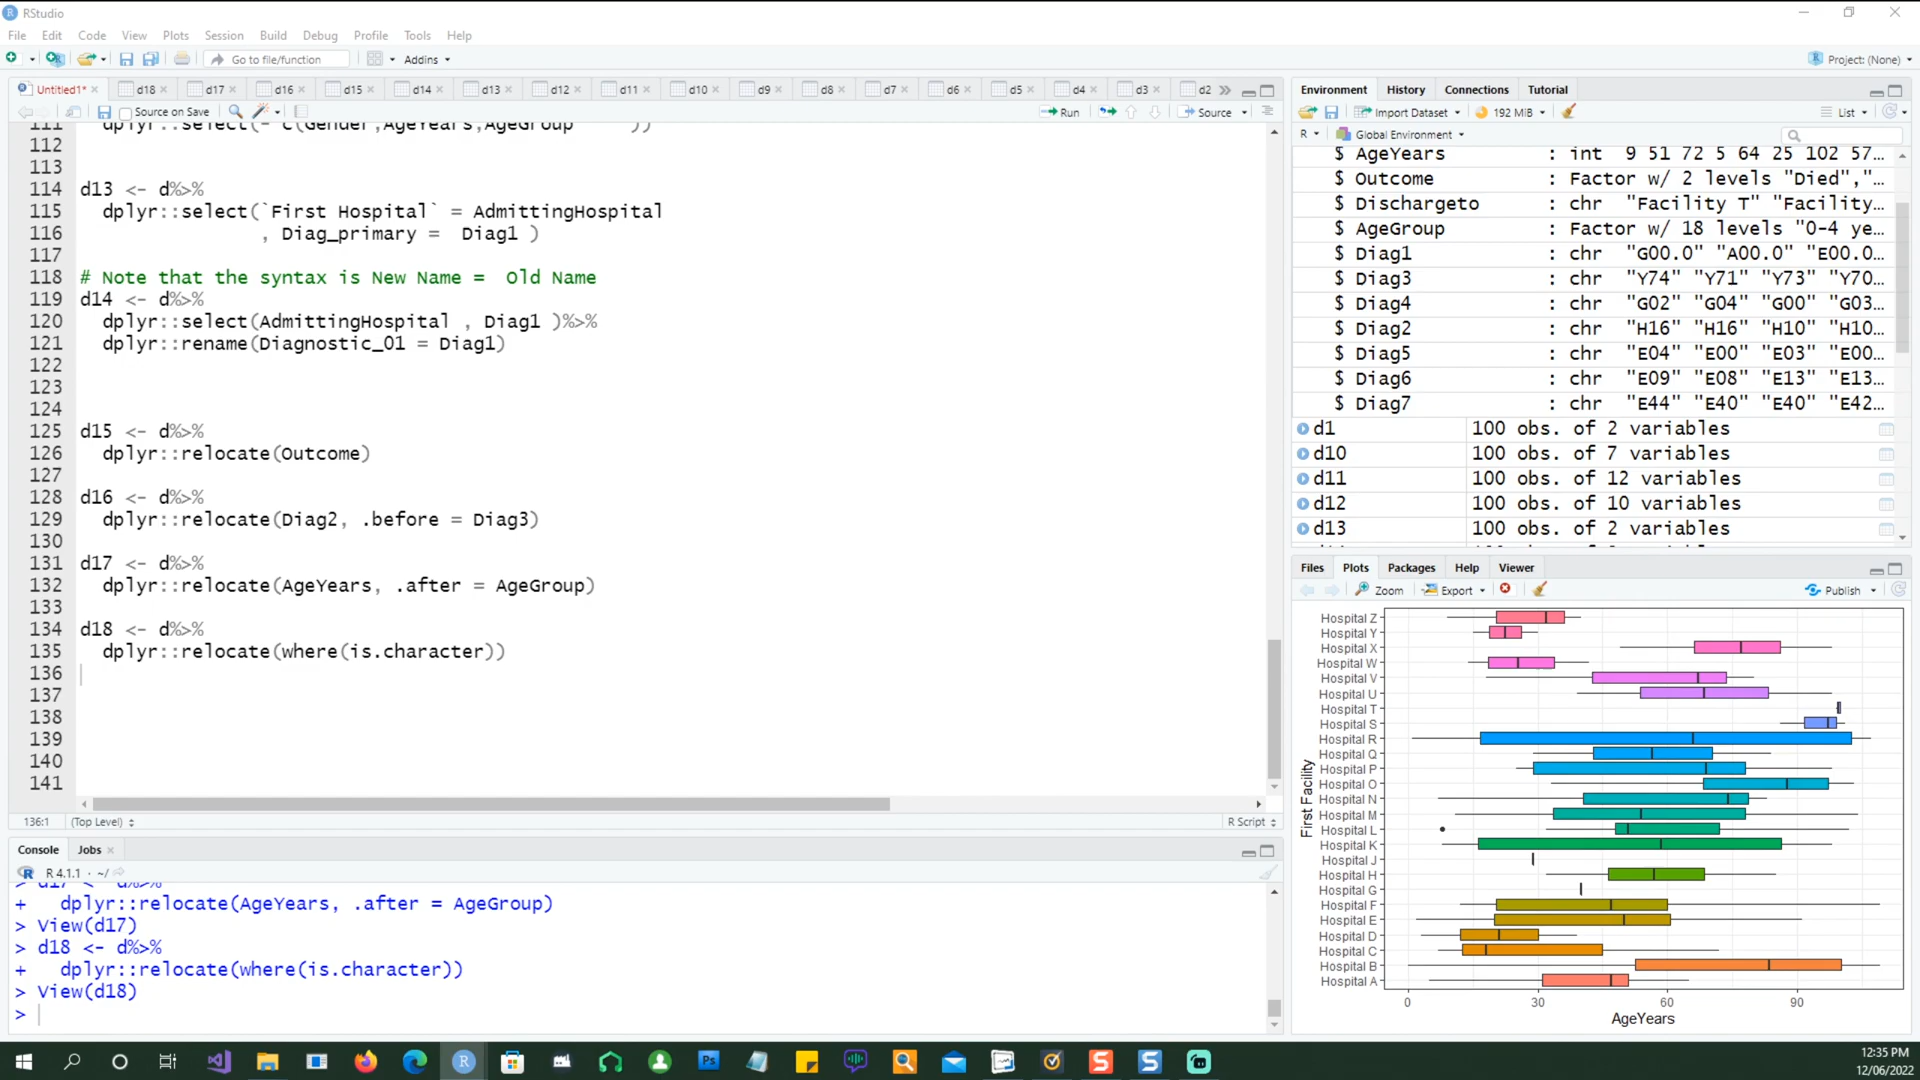 RStudio
File Edit Code View Plots Session Build Debug Profile Tools Help
Go to file/function Addins Project: (None)
Untitled1* d18 d17 d16 d15 d14 d13 d12 d11 d10 d9 d8 d7 d6 d5 d4 d3 d2
Source on Save Run Source
111 dplyr::select(- c(Gender,AgeYears,AgeGroup ))
112
113
114 d13 <- d%>%
115 dplyr::select(`First Hospital` = AdmittingHospital
116 , Diag_primary = Diag1 )
117
118 # Note that the syntax is New Name = Old Name
119 d14 <- d%>%
120 dplyr::select(AdmittingHospital , Diag1 )%>%
121 dplyr::rename(Diagnostic_01 = Diag1)
122
123
124
125 d15 <- d%>%
126 dplyr::relocate(Outcome)
127
128 d16 <- d%>%
129 dplyr::relocate(Diag2, .before = Diag3)
130
131 d17 <- d%>%
132 dplyr::relocate(AgeYears, .after = AgeGroup)
133
134 d18 <- d%>%
135 dplyr::relocate(where(is.character))
136
137
138
139
140
141
136:1 (Top Level) R Script
Console Jobs
R 4.1.1 · ~/
> d17 <- d%>%
+ dplyr::relocate(AgeYears, .after = AgeGroup)
> View(d17)
> d18 <- d%>%
+ dplyr::relocate(where(is.character))
> View(d18)
>
Environment History Connections Tutorial
Import Dataset 192 MiB List
R Global Environment
$ AgeYears : int 9 51 72 5 64 25 102 57…
$ Outcome : Factor w/ 2 levels "Died","…
$ Dischargeto : chr "Facility T" "Facility…
$ AgeGroup : Factor w/ 18 levels "0-4 ye…
$ Diag1 : chr "G00.0" "A00.0" "E00.0…
$ Diag3 : chr "Y74" "Y71" "Y73" "Y70…
$ Diag4 : chr "G02" "G04" "G00" "G03…
$ Diag2 : chr "H16" "H16" "H10" "H10…
$ Diag5 : chr "E04" "E00" "E03" "E00…
$ Diag6 : chr "E09" "E08" "E13" "E13…
$ Diag7 : chr "E44" "E40" "E40" "E42…
d1 100 obs. of 2 variables
d10 100 obs. of 7 variables
d11 100 obs. of 12 variables
d12 100 obs. of 10 variables
d13 100 obs. of 2 variables
Files Plots Packages Help Viewer
Zoom Export Publish
First Facility
Hospital Z
Hospital Y
Hospital X
Hospital W
Hospital V
Hospital U
Hospital T
Hospital S
Hospital R
Hospital Q
Hospital P
Hospital O
Hospital N
Hospital M
Hospital L
Hospital K
Hospital J
Hospital H
Hospital G
Hospital F
Hospital E
Hospital D
Hospital C
Hospital B
Hospital A
0 30 60 90
AgeYears
12:35 PM
12/06/2022